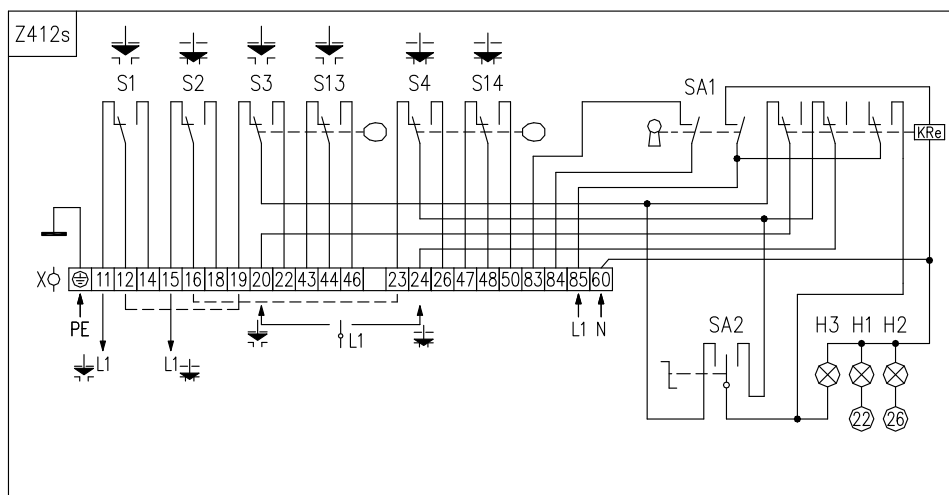 Z412s
S1 S2 S3 S13 S4 S14 SA1
KRe
X 11 12 14 15 16 18 19 20 22 43 44 46 23 24 26 47 48 50 83 84 85 60
PE L1 L1 L1 L1 N
SA2 H3 H1 H2
22 26